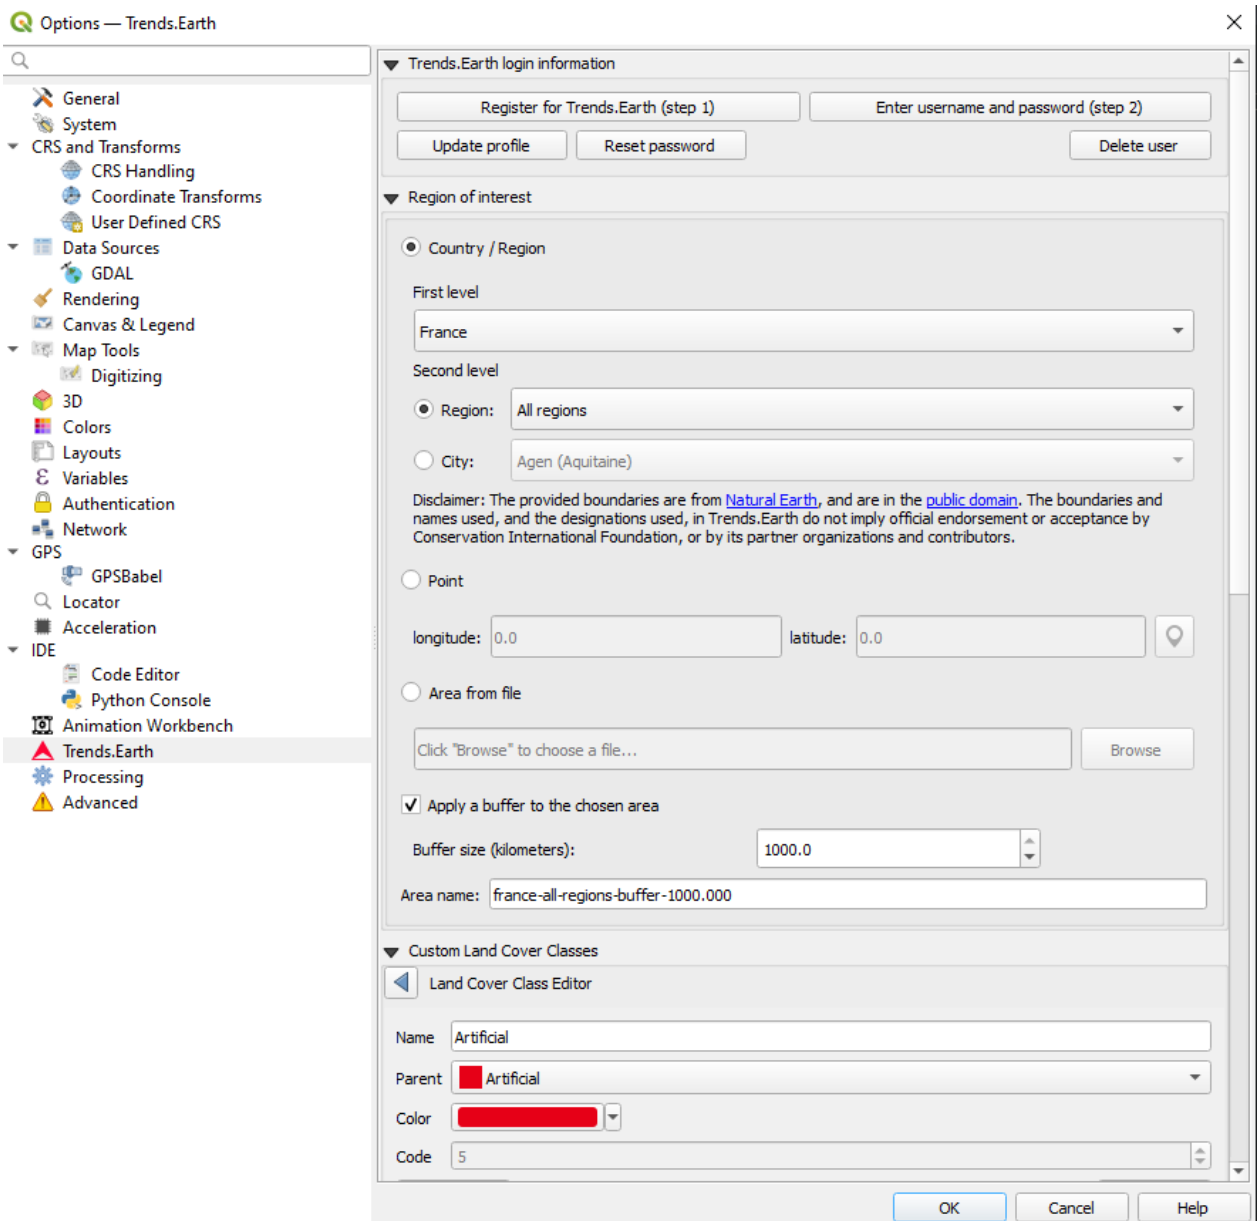 Options — Trends.Earth
General
System
CRS and Transforms
CRS Handling
Coordinate Transforms
User Defined CRS
Data Sources
GDAL
Rendering
Canvas & Legend
Map Tools
Digitizing
3D
Colors
Layouts
Variables
Authentication
Network
GPS
GPSBabel
Locator
Acceleration
IDE
Code Editor
Python Console
Animation Workbench
Trends.Earth
Processing
Advanced
Trends.Earth login information
Register for Trends.Earth (step 1)
Enter username and password (step 2)
Update profile
Reset password
Delete user
Region of interest
Country / Region
First level
France
Second level
Region: All regions
City: Agen (Aquitaine)
Disclaimer: The provided boundaries are from Natural Earth, and are in the public domain. The boundaries and
names used, and the designations used, in Trends.Earth do not imply official endorsement or acceptance by
Conservation International Foundation, or by its partner organizations and contributors.
Point
longitude: 0.0 latitude: 0.0
Area from file
Click "Browse" to choose a file... Browse
Apply a buffer to the chosen area
Buffer size (kilometers): 1000.0
Area name: france-all-regions-buffer-1000.000
Custom Land Cover Classes
Land Cover Class Editor
Name Artificial
Parent Artificial
Color
Code 5
OK Cancel Help